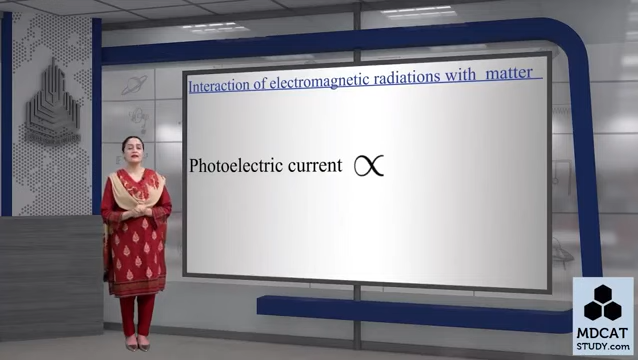 Interaction of electromagnetic radiations with matter
Photoelectric current ∝
MDCAT
STUDY.com